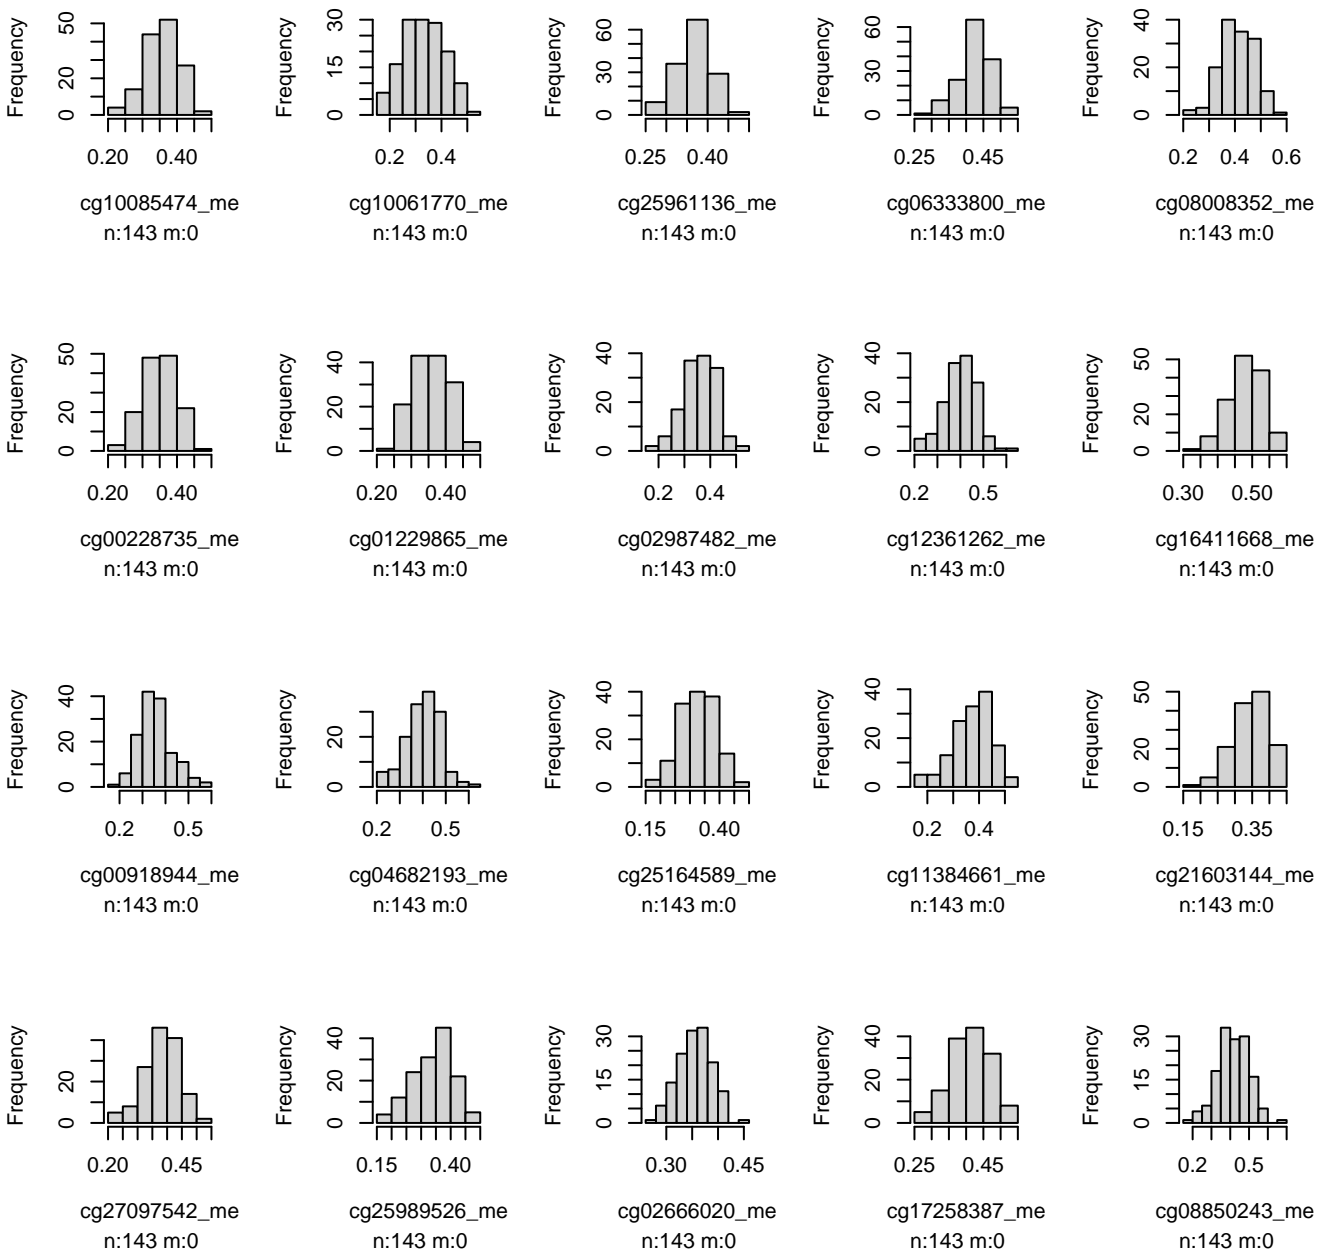 Frequency
0 20 50
0.20 0.40
cg10085474_me
n:143 m:0
Frequency
0 15 30
0.2 0.4
cg10061770_me
n:143 m:0
Frequency
0 30 60
0.25 0.40
cg25961136_me
n:143 m:0
Frequency
0 30 60
0.25 0.45
cg06333800_me
n:143 m:0
Frequency
0 20 40
0.2 0.4 0.6
cg08008352_me
n:143 m:0
Frequency
0 20 50
0.20 0.40
cg00228735_me
n:143 m:0
Frequency
0 20 40
0.20 0.40
cg01229865_me
n:143 m:0
Frequency
0 20 40
0.2 0.4
cg02987482_me
n:143 m:0
Frequency
0 20 40
0.2 0.5
cg12361262_me
n:143 m:0
Frequency
0 20 50
0.30 0.50
cg16411668_me
n:143 m:0
Frequency
0 20 40
0.2 0.5
cg00918944_me
n:143 m:0
Frequency
0 20
0.2 0.5
cg04682193_me
n:143 m:0
Frequency
0 20 40
0.15 0.40
cg25164589_me
n:143 m:0
Frequency
0 20 40
0.2 0.4
cg11384661_me
n:143 m:0
Frequency
0 20 50
0.15 0.35
cg21603144_me
n:143 m:0
Frequency
0 20
0.20 0.45
cg27097542_me
n:143 m:0
Frequency
0 20 40
0.15 0.40
cg25989526_me
n:143 m:0
Frequency
0 15 30
0.30 0.45
cg02666020_me
n:143 m:0
Frequency
0 20 40
0.25 0.45
cg17258387_me
n:143 m:0
Frequency
0 15 30
0.2 0.5
cg08850243_me
n:143 m:0